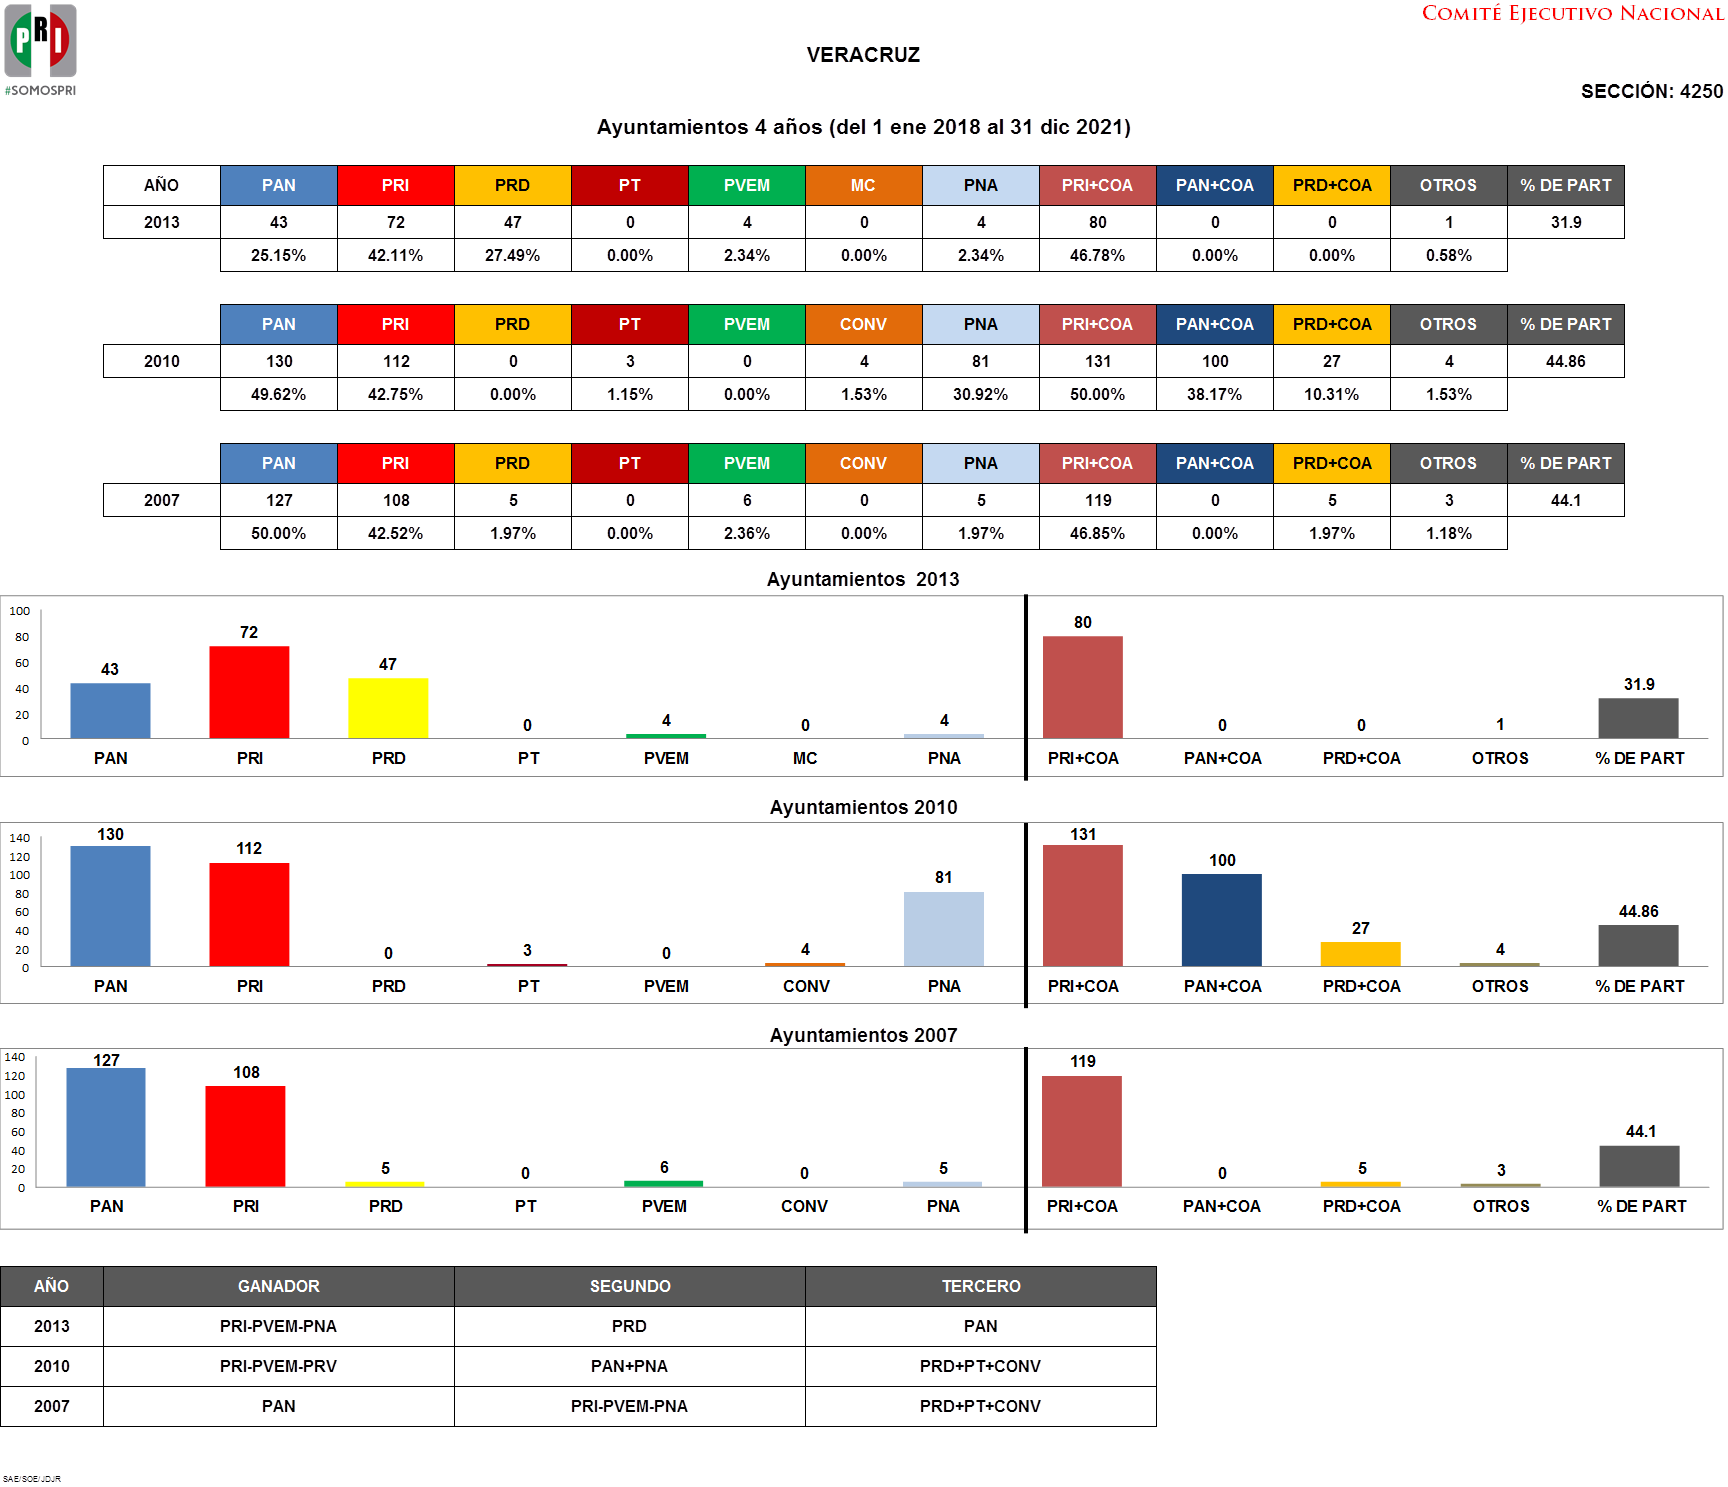 COMITÉ EJECUTIVO NACIONAL
PRI
#SOMOSPRI
VERACRUZ
SECCIÓN: 4250
Ayuntamientos 4 años (del 1 ene 2018 al 31 dic 2021)
AÑO PAN PRI PRD PT PVEM MC PNA PRI+COA PAN+COA PRD+COA OTROS % DE PART
2013 43 72 47 0 4 0 4 80 0 0 1 31.9
25.15% 42.11% 27.49% 0.00% 2.34% 0.00% 2.34% 46.78% 0.00% 0.00% 0.58%
PAN PRI PRD PT PVEM CONV PNA PRI+COA PAN+COA PRD+COA OTROS % DE PART
2010 130 112 0 3 0 4 81 131 100 27 4 44.86
49.62% 42.75% 0.00% 1.15% 0.00% 1.53% 30.92% 50.00% 38.17% 10.31% 1.53%
PAN PRI PRD PT PVEM CONV PNA PRI+COA PAN+COA PRD+COA OTROS % DE PART
2007 127 108 5 0 6 0 5 119 0 5 3 44.1
50.00% 42.52% 1.97% 0.00% 2.36% 0.00% 1.97% 46.85% 0.00% 1.97% 1.18%
Ayuntamientos 2013
100
80
60
40
20
0
43 72 47 0 4 0 4 80 0 0 1 31.9
PAN PRI PRD PT PVEM MC PNA PRI+COA PAN+COA PRD+COA OTROS % DE PART
Ayuntamientos 2010
140
120
100
80
60
40
20
0
130 112 0 3 0 4 81 131 100 27 4 44.86
PAN PRI PRD PT PVEM CONV PNA PRI+COA PAN+COA PRD+COA OTROS % DE PART
Ayuntamientos 2007
140
120
100
80
60
40
20
0
127 108 5 0 6 0 5 119 0 5 3 44.1
PAN PRI PRD PT PVEM CONV PNA PRI+COA PAN+COA PRD+COA OTROS % DE PART
AÑO GANADOR SEGUNDO TERCERO
2013 PRI-PVEM-PNA PRD PAN
2010 PRI-PVEM-PRV PAN+PNA PRD+PT+CONV
2007 PAN PRI-PVEM-PNA PRD+PT+CONV
SAE/SOE/JDJR